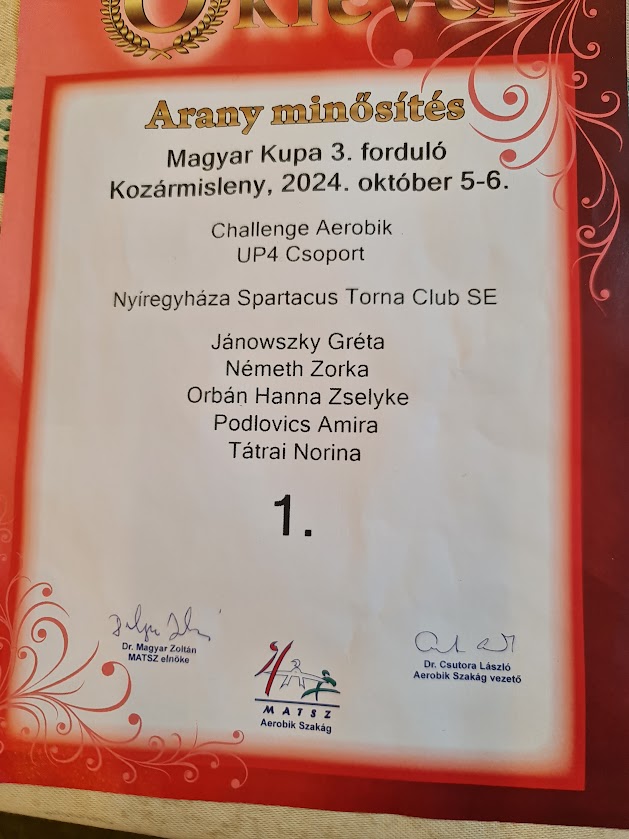 Oklevél
Arany minősítés
Magyar Kupa 3. forduló
Kozármisleny, 2024. október 5-6.
Challenge Aerobik
UP4 Csoport
Nyíregyháza Spartacus Torna Club SE
Jánowszky Gréta
Németh Zorka
Orbán Hanna Zselyke
Podlovics Amira
Tátrai Norina
1.
Dr. Magyar Zoltán
MATSZ elnöke
MATSZ
Aerobik Szakág
Dr. Csutora László
Aerobik Szakág vezető